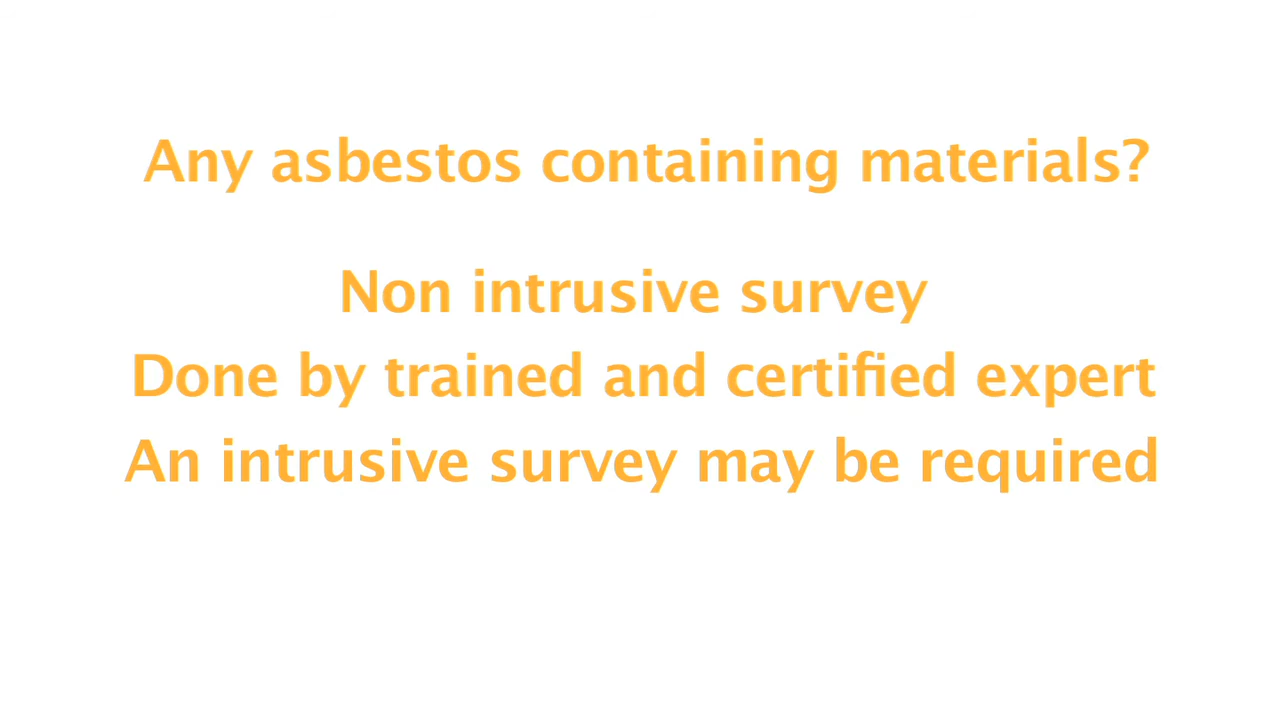 Any asbestos containing materials?
Non intrusive survey
Done by trained and certified expert
An intrusive survey may be required